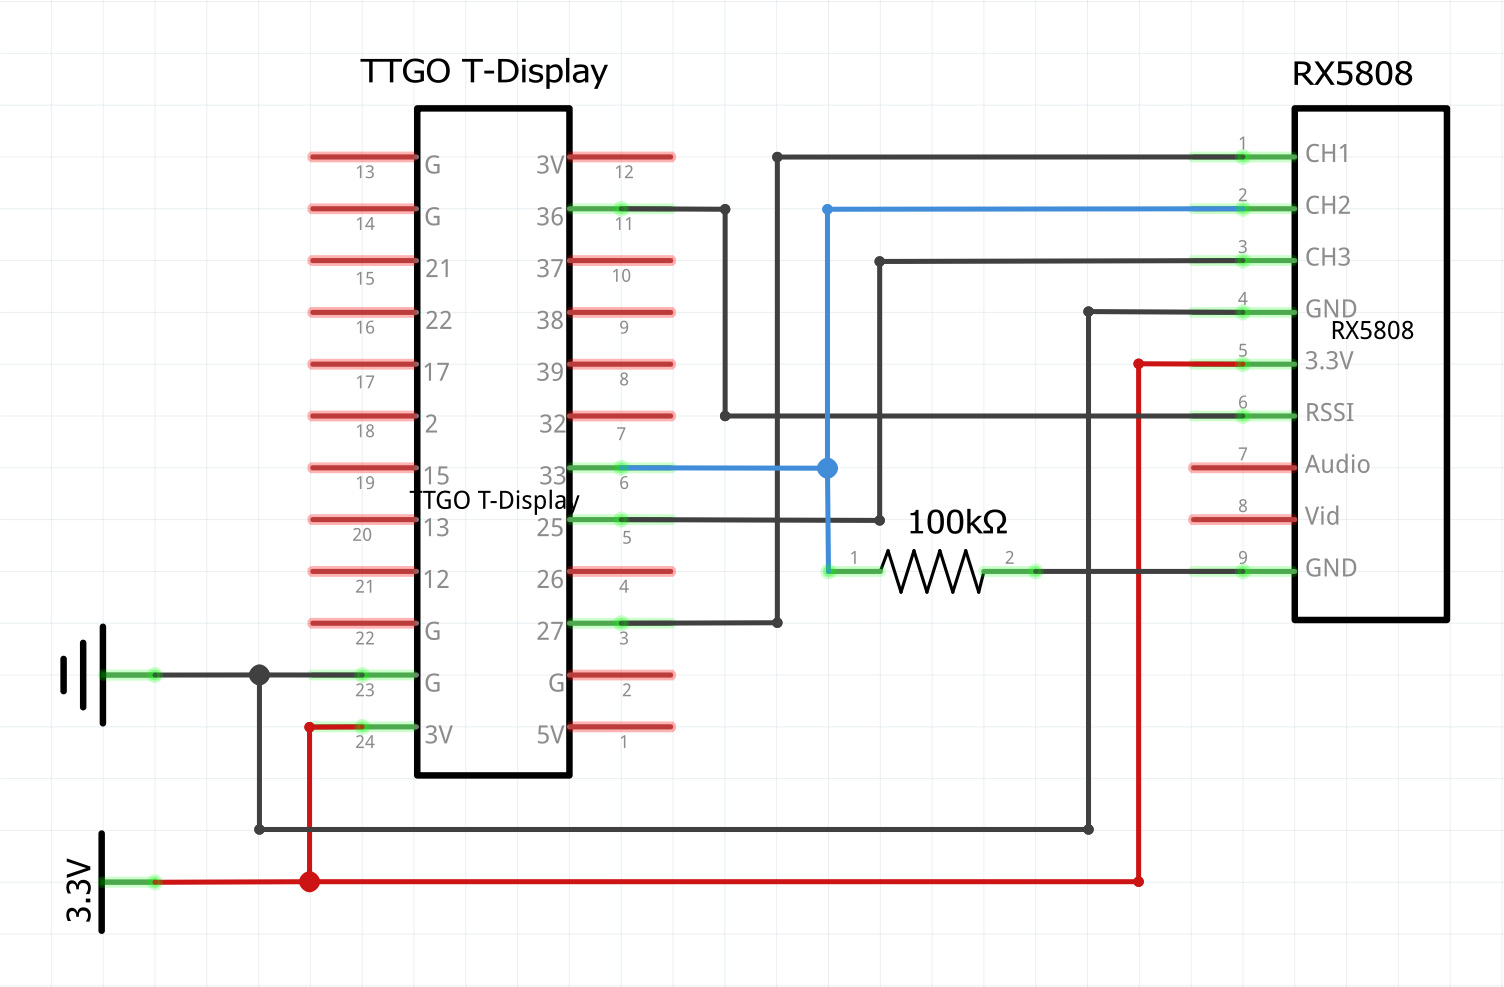 TTGO T-Display
RX5808
13 G 3V 12
14 G 36 11
15 21 37 10
16 22 38 9
17 17 39 8
18 2 32 7
19 15 33 6
TTGO T-Display
20 13 25 5
21 12 26 4
22 G 27 3
23 G G 2
24 3V 5V 1
1 CH1
2 CH2
3 CH3
4 GND
RX5808
5 3.3V
6 RSSI
7 Audio
8 Vid
9 GND
100kΩ
1 2
3.3V